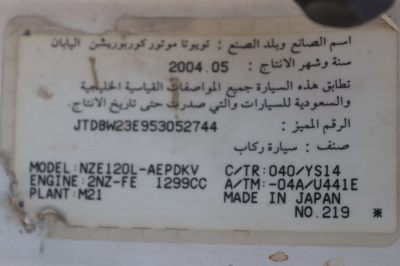 اسم الصانع وبلد الصنع : تويوتا موتور كوربوريشن اليابان
سنة وشهر الانتاج : 2004.05
تطابق هذه السيارة جميع المواصفات القياسية الخليجية
والسعودية للسيارات والتي صدرت حتى تاريخ الانتاج.
الرقم المميز : JTDBW23E953052744
صنف : سيارة ركاب
MODEL:NZE120L-AEPDKV C/TR:040/YS14
ENGINE:2NZ-FE 1299CC A/TM:-04A/U441E
PLANT:M21 MADE IN JAPAN
NO.219 *